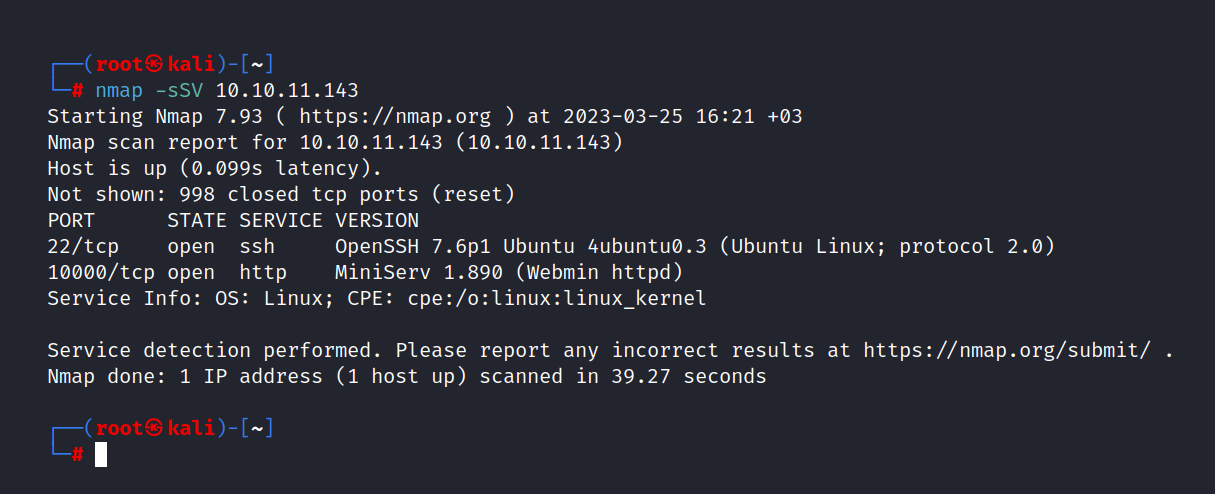 ┌──(root㉿kali)-[~]
└─# nmap -sSV 10.10.11.143
Starting Nmap 7.93 ( https://nmap.org ) at 2023-03-25 16:21 +03
Nmap scan report for 10.10.11.143 (10.10.11.143)
Host is up (0.099s latency).
Not shown: 998 closed tcp ports (reset)
PORT      STATE SERVICE VERSION
22/tcp    open  ssh     OpenSSH 7.6p1 Ubuntu 4ubuntu0.3 (Ubuntu Linux; protocol 2.0)
10000/tcp open  http    MiniServ 1.890 (Webmin httpd)
Service Info: OS: Linux; CPE: cpe:/o:linux:linux_kernel
Service detection performed. Please report any incorrect results at https://nmap.org/submit/ .
Nmap done: 1 IP address (1 host up) scanned in 39.27 seconds
┌──(root㉿kali)-[~]
└─#